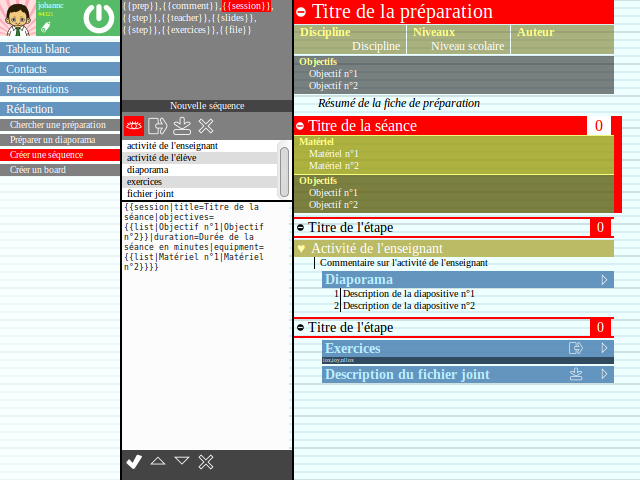 johannc
#4321
Tableau blanc
Contacts
Présentations
Rédaction
Chercher une préparation
Préparer un diaporama
Créer une séquence
Créer un board
{{prep}},{{comment}},{{session}},
{{step}},{{teacher}},{{slides}},
{{step}},{{exercices}},{{file}}
Nouvelle séquence
activité de l'enseignant
activité de l'élève
diaporama
exercices
fichier joint
{{session|title=Titre de la
séance|objectives=
{{list|Objectif n°1|Objectif
n°2}}|duration=Durée de la
séance en minutes|equipment=
{{list|Matériel n°1|Matériel
n°2}}}}
Titre de la préparation
Discipline Niveaux Auteur
Discipline Niveau scolaire
Objectifs
Objectif n°1
Objectif n°2
Résumé de la fiche de préparation
Titre de la séance 0
Matériel
Matériel n°1
Matériel n°2
Objectifs
Objectif n°1
Objectif n°2
Titre de l'étape 0
Activité de l'enseignant
Commentaire sur l'activité de l'enseignant
Diaporama
1 Description de la diapositive n°1
2 Description de la diapositive n°2
Titre de l'étape 0
Exercices
Description du fichier joint